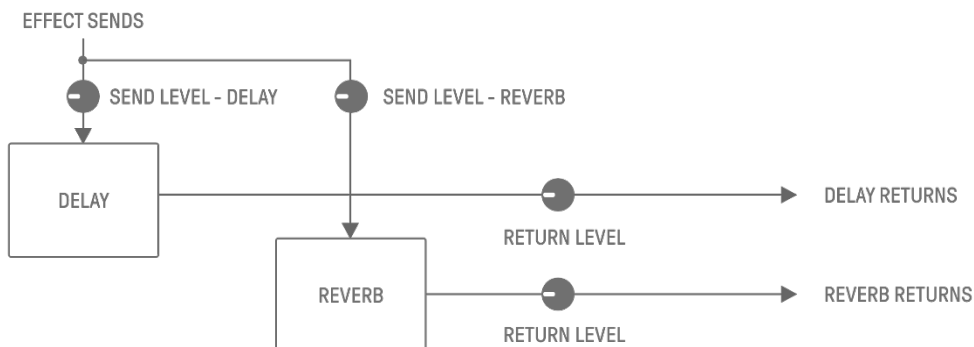 EFFECT SENDS
SEND LEVEL - DELAY
SEND LEVEL - REVERB
DELAY
DELAY RETURNS
RETURN LEVEL
REVERB
REVERB RETURNS
RETURN LEVEL